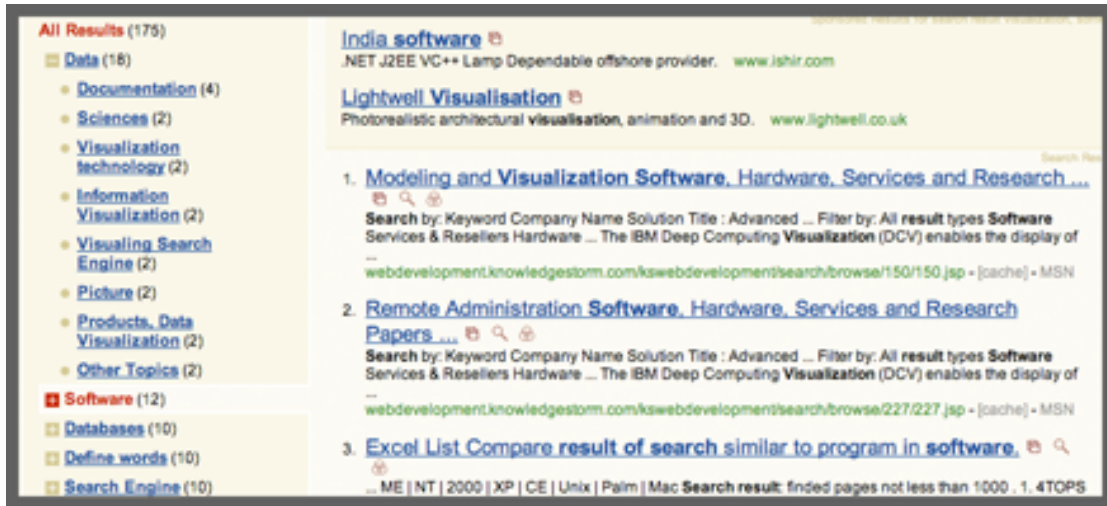 All Results (175)
Data (18)
Documentation (4)
Sciences (2)
Visualization
technology (2)
Information
Visualization (2)
Visualing Search
Engine (2)
Picture (2)
Products, Data
Visualization (2)
Other Topics (2)
Software (12)
Databases (10)
Define words (10)
Search Engine (10)
Sponsored Results for search result visualization,
India software
.NET J2EE VC++ Lamp Dependable offshore provider. www.ishir.com
Lightwell Visualisation
Photorealistic architectural visualisation, animation and 3D. www.lightwell.co.uk
Search Res
1. Modeling and Visualization Software, Hardware, Services and Research ...
Search by: Keyword Company Name Solution Title : Advanced ... Filter by: All result types Software
Services & Resellers Hardware ... The IBM Deep Computing Visualization (DCV) enables the display of
...
webdevelopment.knowledgestorm.com/kswebdevelopment/search/browse/150/150.jsp - [cache] - MSN
2. Remote Administration Software, Hardware, Services and Research
Papers ...
Search by: Keyword Company Name Solution Title : Advanced ... Filter by: All result types Software
Services & Resellers Hardware ... The IBM Deep Computing Visualization (DCV) enables the display of
...
webdevelopment.knowledgestorm.com/kswebdevelopment/search/browse/227/227.jsp - [cache] - MSN
3. Excel List Compare result of search similar to program in software.
... ME | NT | 2000 | XP | CE | Unix | Palm | Mac Search result: finded pages not less than 1000 . 1. 4TOPS